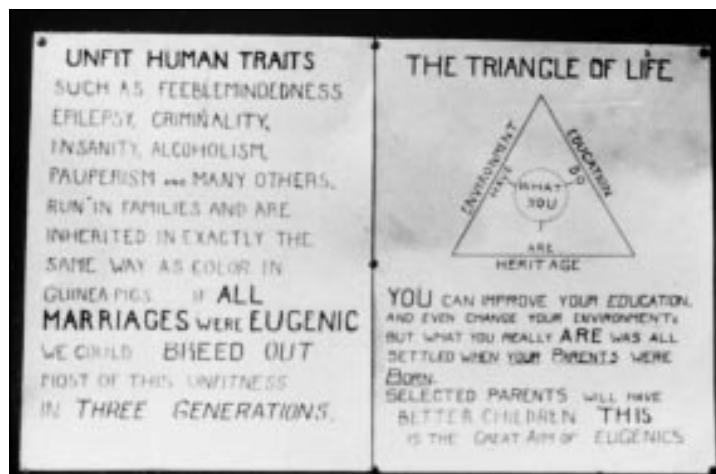 UNFIT HUMAN TRAITS
SUCH AS FEEBLEMINDEDNESS
EPILEPSY, CRIMINALITY,
INSANITY, ALCOHOLISM,
PAUPERISM AND MANY OTHERS,
RUN IN FAMILIES AND ARE
INHERITED IN EXACTLY THE
SAME WAY AS COLOR IN
GUINEA PIGS. IF ALL
MARRIAGES WERE EUGENIC
WE COULD BREED OUT
MOST OF THIS UNFITNESS
IN THREE GENERATIONS.
THE TRIANGLE OF LIFE
ENVIRONMENT
EDUCATION
HAVE
DO
WHAT
YOU
ARE
HERITAGE
YOU CAN IMPROVE YOUR EDUCATION,
AND EVEN CHANGE YOUR ENVIRONMENT;
BUT WHAT YOU REALLY ARE WAS ALL
SETTLED WHEN YOUR PARENTS WERE
BORN.
SELECTED PARENTS WILL HAVE
BETTER CHILDREN THIS
IS THE GREAT AIM OF EUGENICS